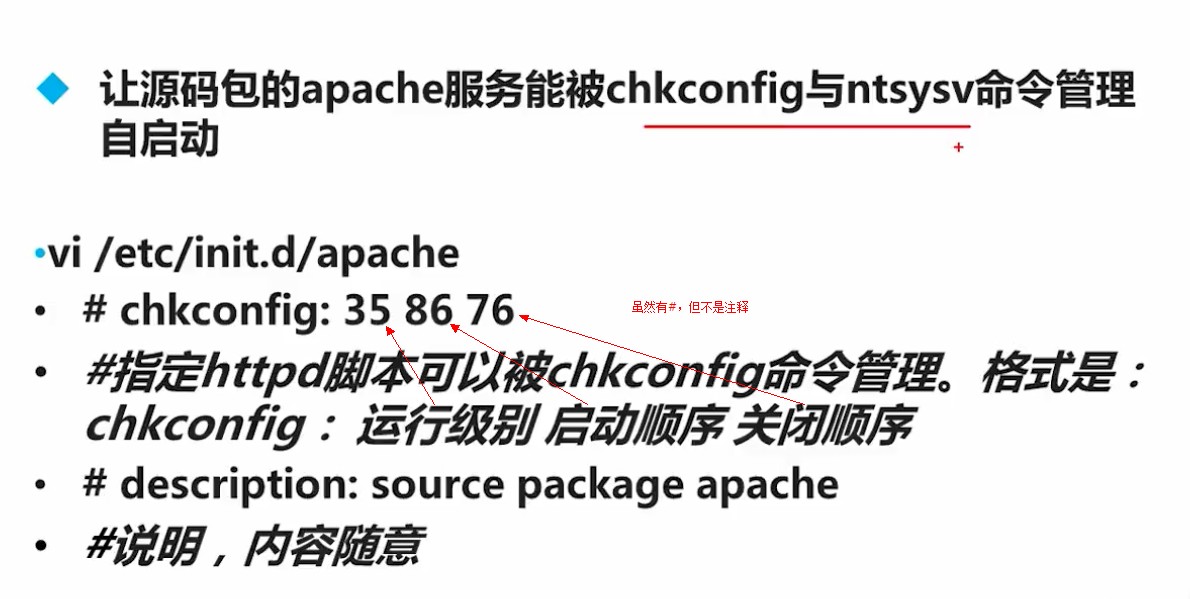 让源码包的apache服务能被chkconfig与ntsysv命令管理
自启动
•vi /etc/init.d/apache
• # chkconfig: 35 86 76
虽然有#，但不是注释
• #指定httpd脚本可以被chkconfig命令管理。格式是：
chkconfig： 运行级别 启动顺序 关闭顺序
• # description: source package apache
• #说明，内容随意